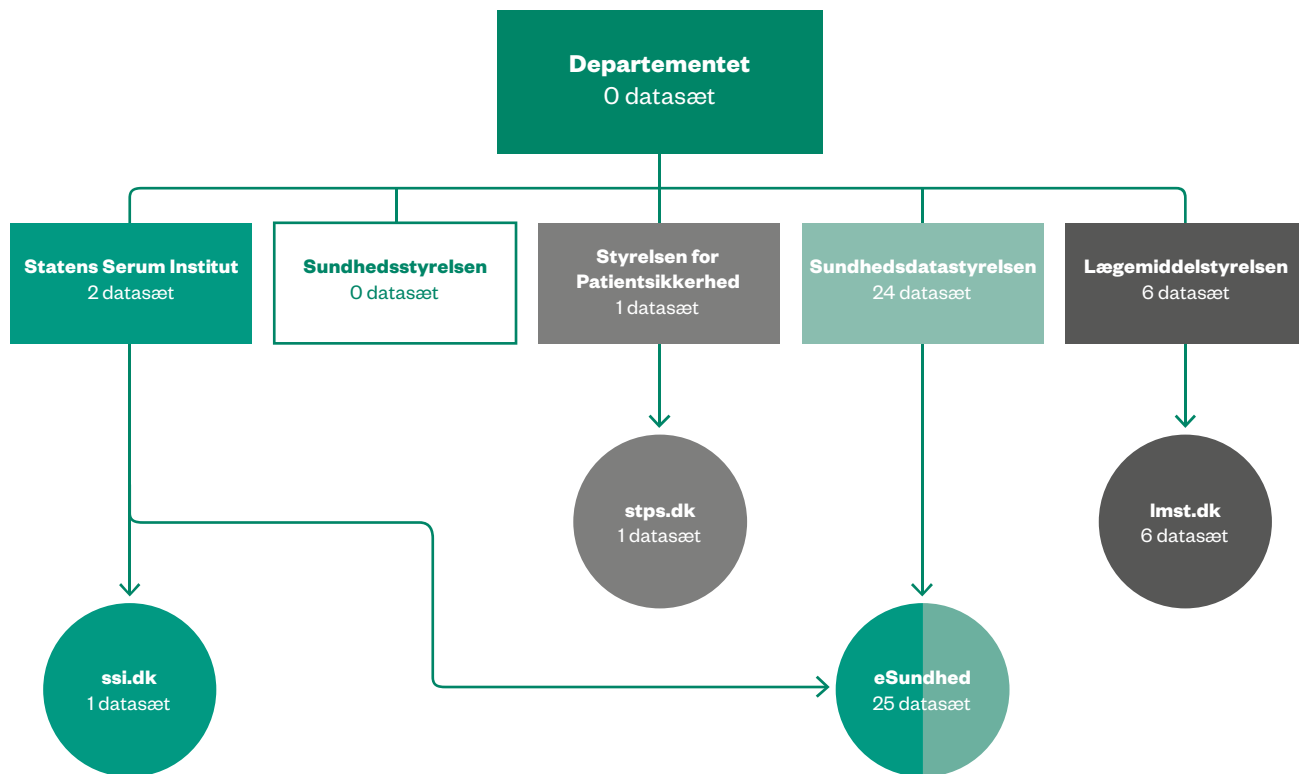 Departementet
0 datasæt
Statens Serum Institut
2 datasæt
Sundhedsstyrelsen
0 datasæt
Styrelsen for
Patientsikkerhed
1 datasæt
Sundhedsdatastyrelsen
24 datasæt
Lægemiddelstyrelsen
6 datasæt
stps.dk
1 datasæt
lmst.dk
6 datasæt
ssi.dk
1 datasæt
eSundhed
25 datasæt